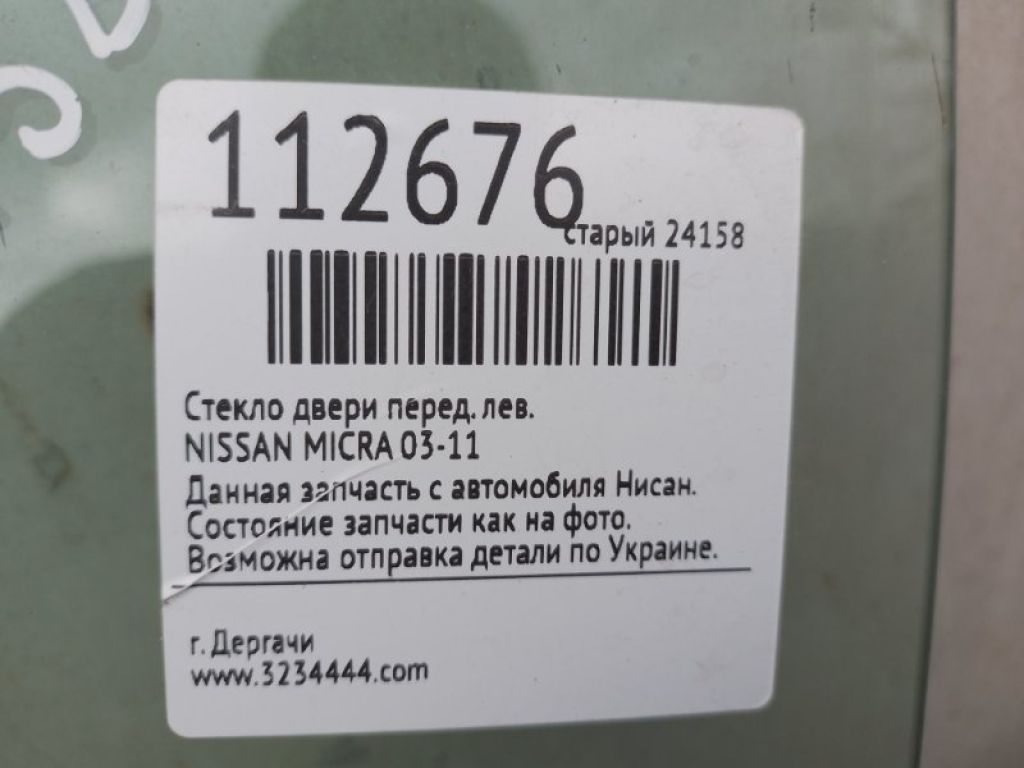 112676
старый 24158
Стекло двери перед. лев.
NISSAN MICRA 03-11
Данная запчасть с автомобиля Нисан.
Состояние запчасти как на фото.
Возможна отправка детали по Украине.
г. Дергачи
www.3234444.com